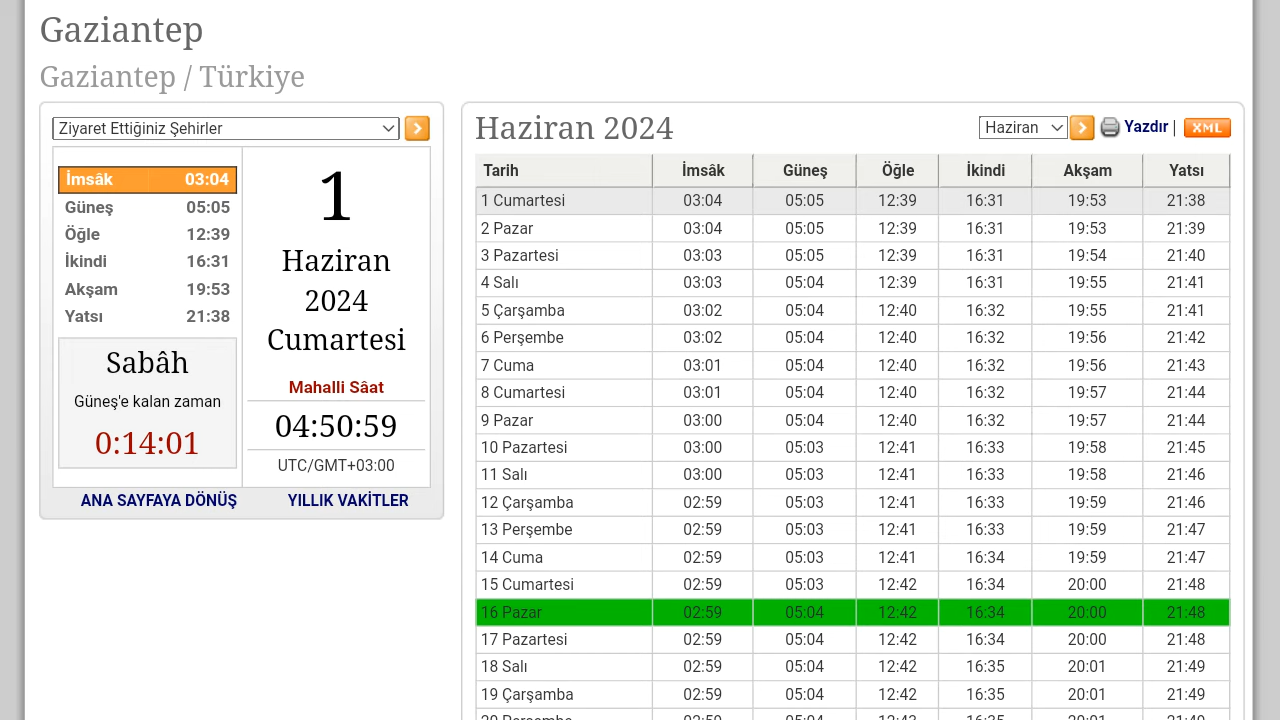 Gaziantep
Gaziantep / Türkiye
Ziyaret Ettiğiniz Şehirler
İmsâk 03:04
Güneş 05:05
Öğle 12:39
İkindi 16:31
Akşam 19:53
Yatsı 21:38
Sabâh
Güneş'e kalan zaman
0:14:01
1
Haziran
2024
Cumartesi
Mahalli Sâat
04:50:59
UTC/GMT+03:00
ANA SAYFAYA DÖNÜŞ YILLIK VAKİTLER
Haziran 2024 Haziran Yazdır | XML
Tarih İmsâk Güneş Öğle İkindi Akşam Yatsı
1 Cumartesi 03:04 05:05 12:39 16:31 19:53 21:38
2 Pazar 03:04 05:05 12:39 16:31 19:53 21:39
3 Pazartesi 03:03 05:05 12:39 16:31 19:54 21:40
4 Salı 03:03 05:04 12:39 16:31 19:55 21:41
5 Çarşamba 03:02 05:04 12:40 16:32 19:55 21:41
6 Perşembe 03:02 05:04 12:40 16:32 19:56 21:42
7 Cuma 03:01 05:04 12:40 16:32 19:56 21:43
8 Cumartesi 03:01 05:04 12:40 16:32 19:57 21:44
9 Pazar 03:00 05:04 12:40 16:32 19:57 21:44
10 Pazartesi 03:00 05:03 12:41 16:33 19:58 21:45
11 Salı 03:00 05:03 12:41 16:33 19:58 21:46
12 Çarşamba 02:59 05:03 12:41 16:33 19:59 21:46
13 Perşembe 02:59 05:03 12:41 16:33 19:59 21:47
14 Cuma 02:59 05:03 12:41 16:34 19:59 21:47
15 Cumartesi 02:59 05:03 12:42 16:34 20:00 21:48
16 Pazar 02:59 05:04 12:42 16:34 20:00 21:48
17 Pazartesi 02:59 05:04 12:42 16:34 20:00 21:48
18 Salı 02:59 05:04 12:42 16:35 20:01 21:49
19 Çarşamba 02:59 05:04 12:42 16:35 20:01 21:49
20 Perşembe 02:59 05:04 12:43 16:35 20:01 21:49